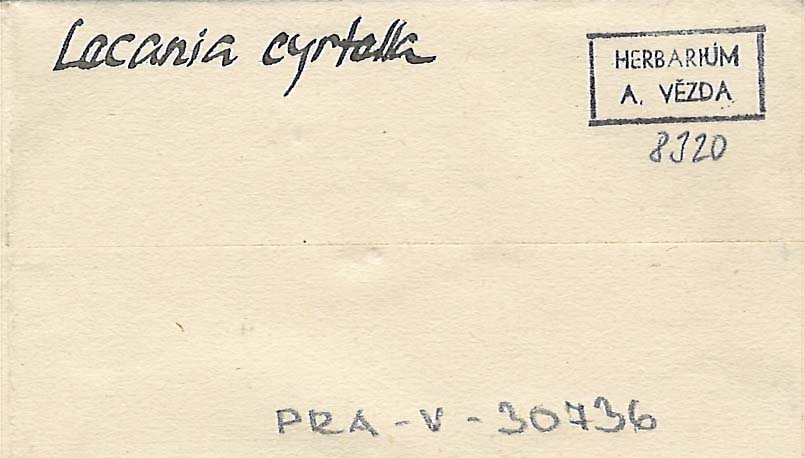 Lecania cyrtella
HERBARIUM
A. VĚZDA
8320
PRA-V-30736